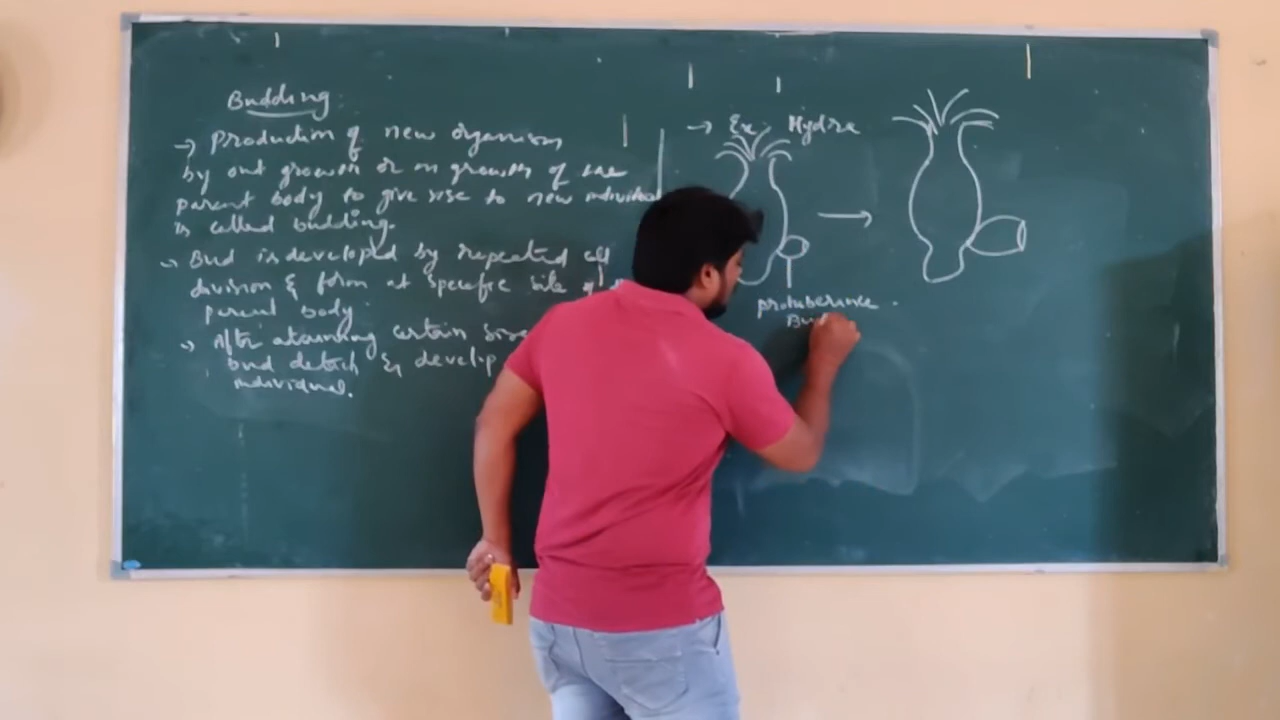 Budding
→ Production of new organism
by out growth or on growth of the
parent body to give rise to new individual
is called budding.
→ Bud is developed by repeated cell
division & form at specific site of
parent body
→ After attaining certain size
bud detach & develop
individual.
→ Ex: Hydra
protuberance